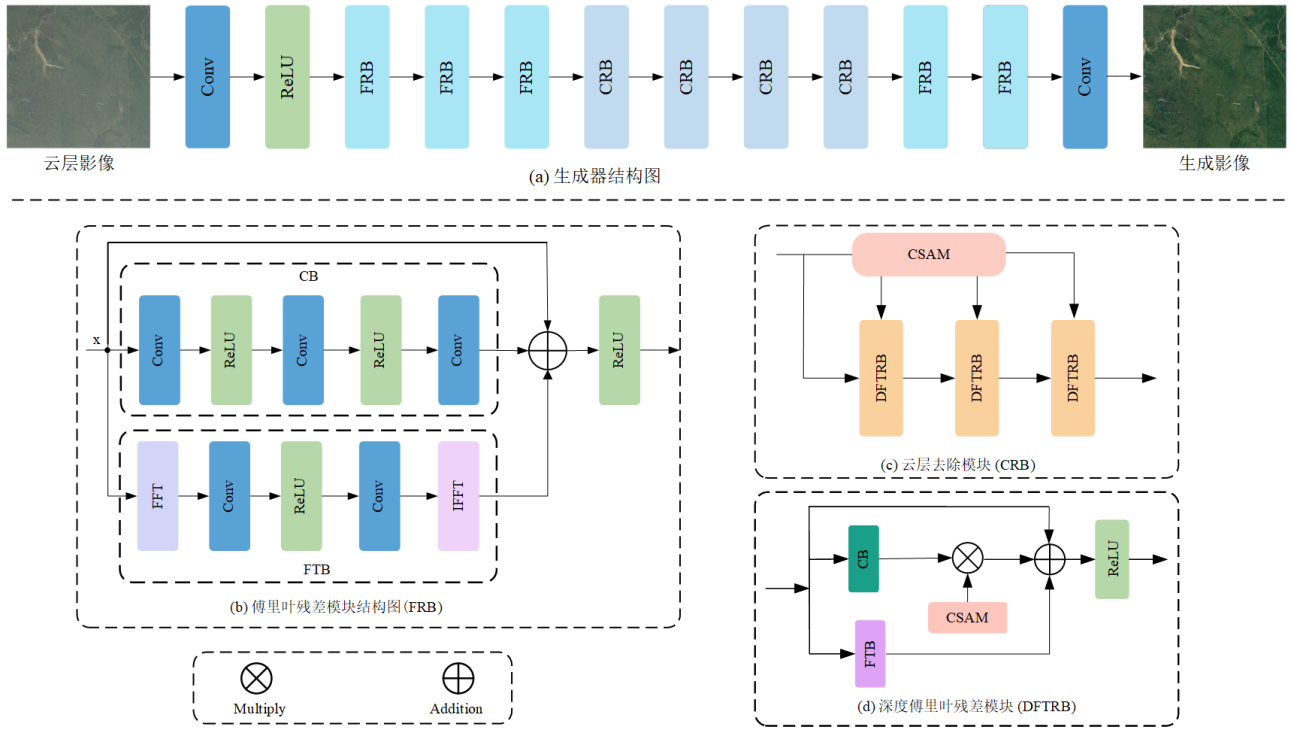 Conv
ReLU
FRB
FRB
FRB
CRB
CRB
CRB
CRB
FRB
FRB
Conv
云层影像
生成影像
(a) 生成器结构图
CB
x
Conv
ReLU
Conv
ReLU
Conv
ReLU
FFT
Conv
ReLU
Conv
IFFT
FTB
(b) 傅里叶残差模块结构图(FRB)
CSAM
DFTRB
DFTRB
DFTRB
(c) 云层去除模块 (CRB)
CB
ReLU
CSAM
FTB
(d) 深度傅里叶残差模块 (DFTRB)
Multiply
Addition